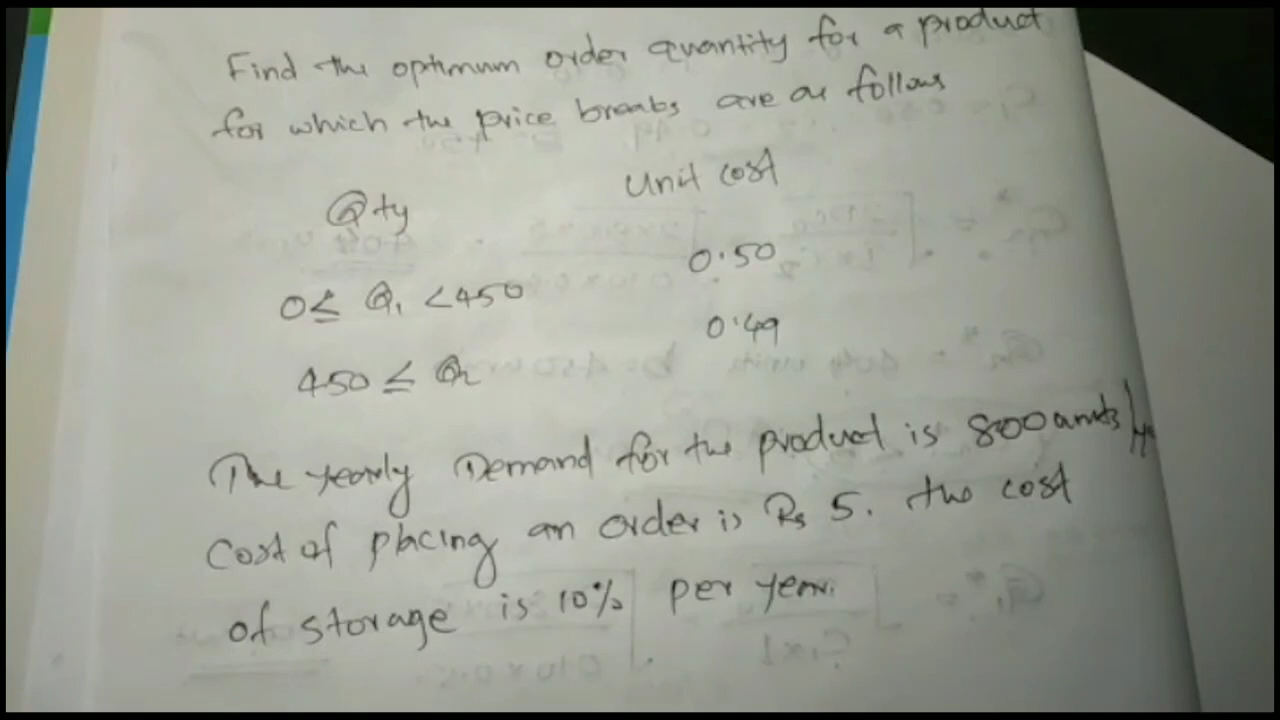 Find the optimum order quantity for a product
for which the price breaks are as follows
Qty Unit cost
0≤ Q₁ <450 0.50
450 ≤ Q₂ 0.49
The yearly Demand for the product is 800 units/yr
Cost of placing an order is Rs 5. the cost
of storage is 10% per year.